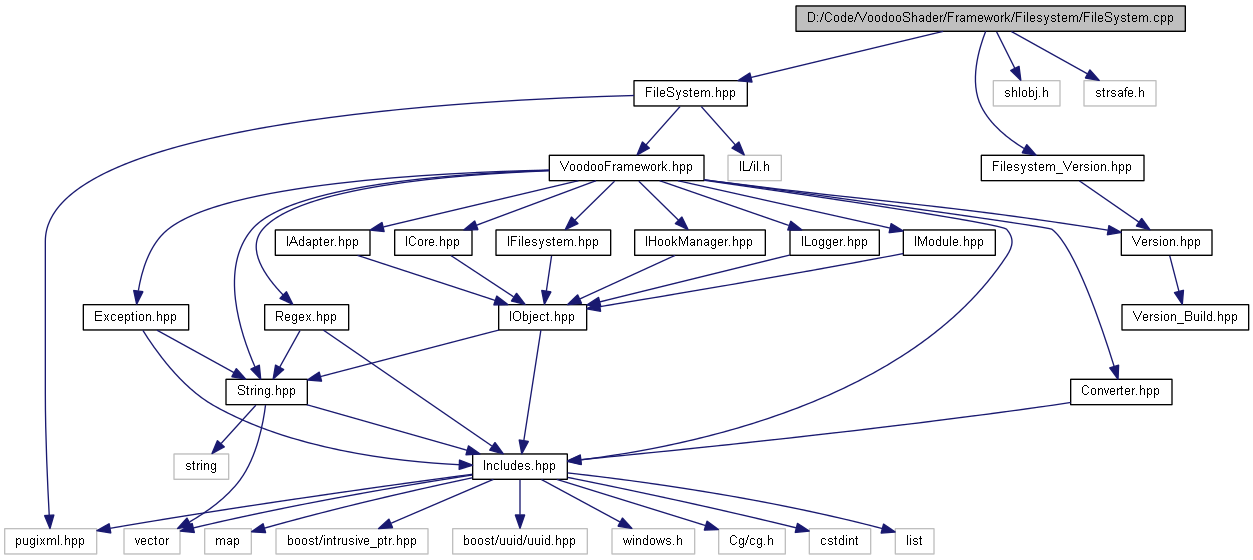 D:/Code/VoodooShader/Framework/Filesystem/FileSystem.cpp
FileSystem.hpp
shlobj.h
strsafe.h
VoodooFramework.hpp
IL/il.h
Filesystem_Version.hpp
IAdapter.hpp
ICore.hpp
IFilesystem.hpp
IHookManager.hpp
ILogger.hpp
IModule.hpp
Version.hpp
Exception.hpp
Regex.hpp
IObject.hpp
Version_Build.hpp
String.hpp
Converter.hpp
string
Includes.hpp
pugixml.hpp
vector
map
boost/intrusive_ptr.hpp
boost/uuid/uuid.hpp
windows.h
Cg/cg.h
cstdint
list